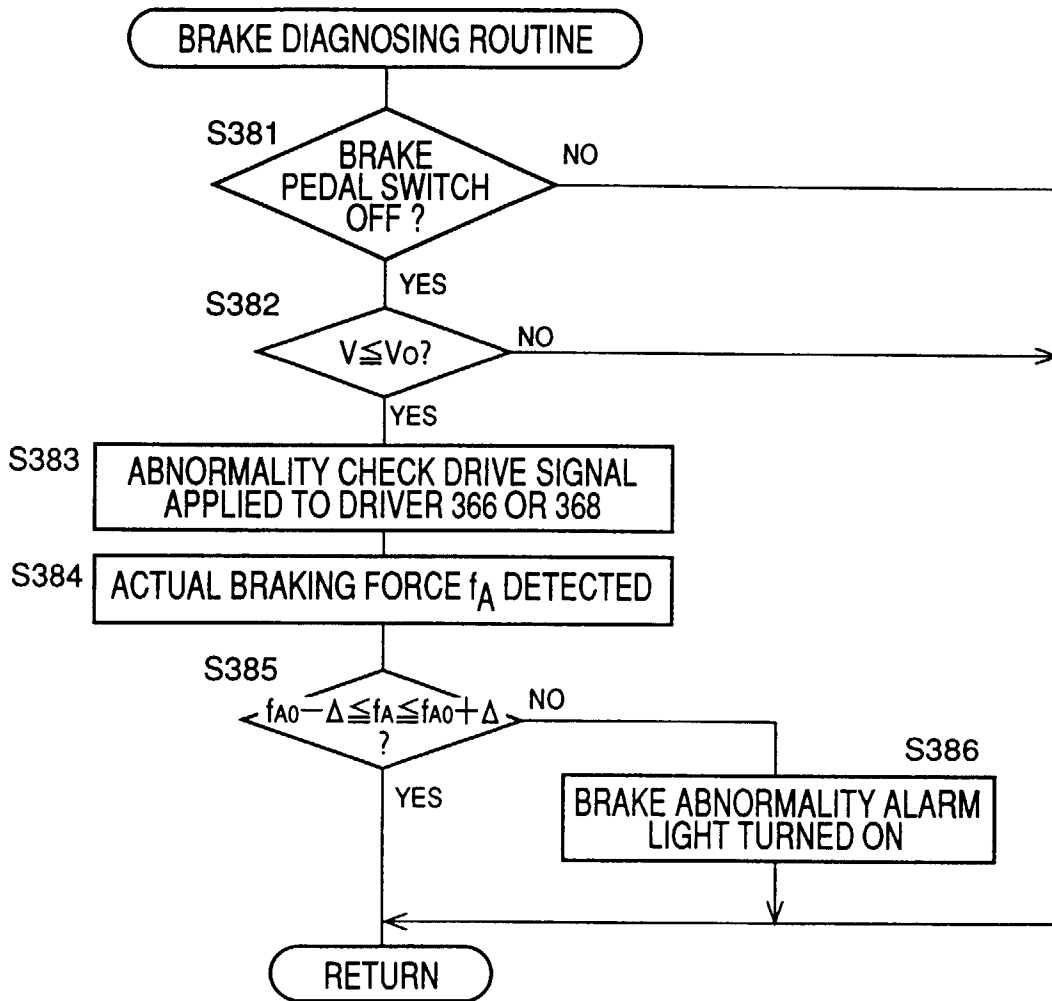 BRAKE DIAGNOSING ROUTINE
S381
BRAKE
PEDAL SWITCH
OFF ?
NO
YES
S382
V≦VO?
NO
YES
S383
ABNORMALITY CHECK DRIVE SIGNAL
APPLIED TO DRIVER 366 OR 368
S384
ACTUAL BRAKING FORCE fA DETECTED
S385
fA0−Δ≦fA≦fA0+Δ
?
NO
YES
S386
BRAKE ABNORMALITY ALARM
LIGHT TURNED ON
RETURN